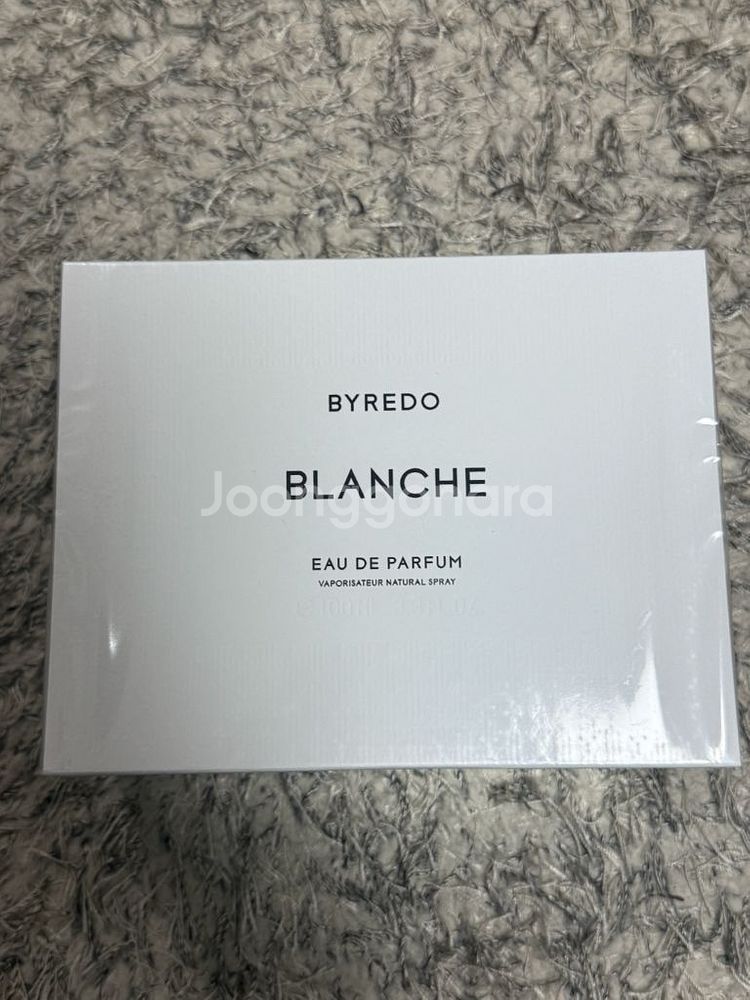 BYREDO
BLANCHE
Joonggonara
EAU DE PARFUM
VAPORISATEUR NATURAL SPRAY